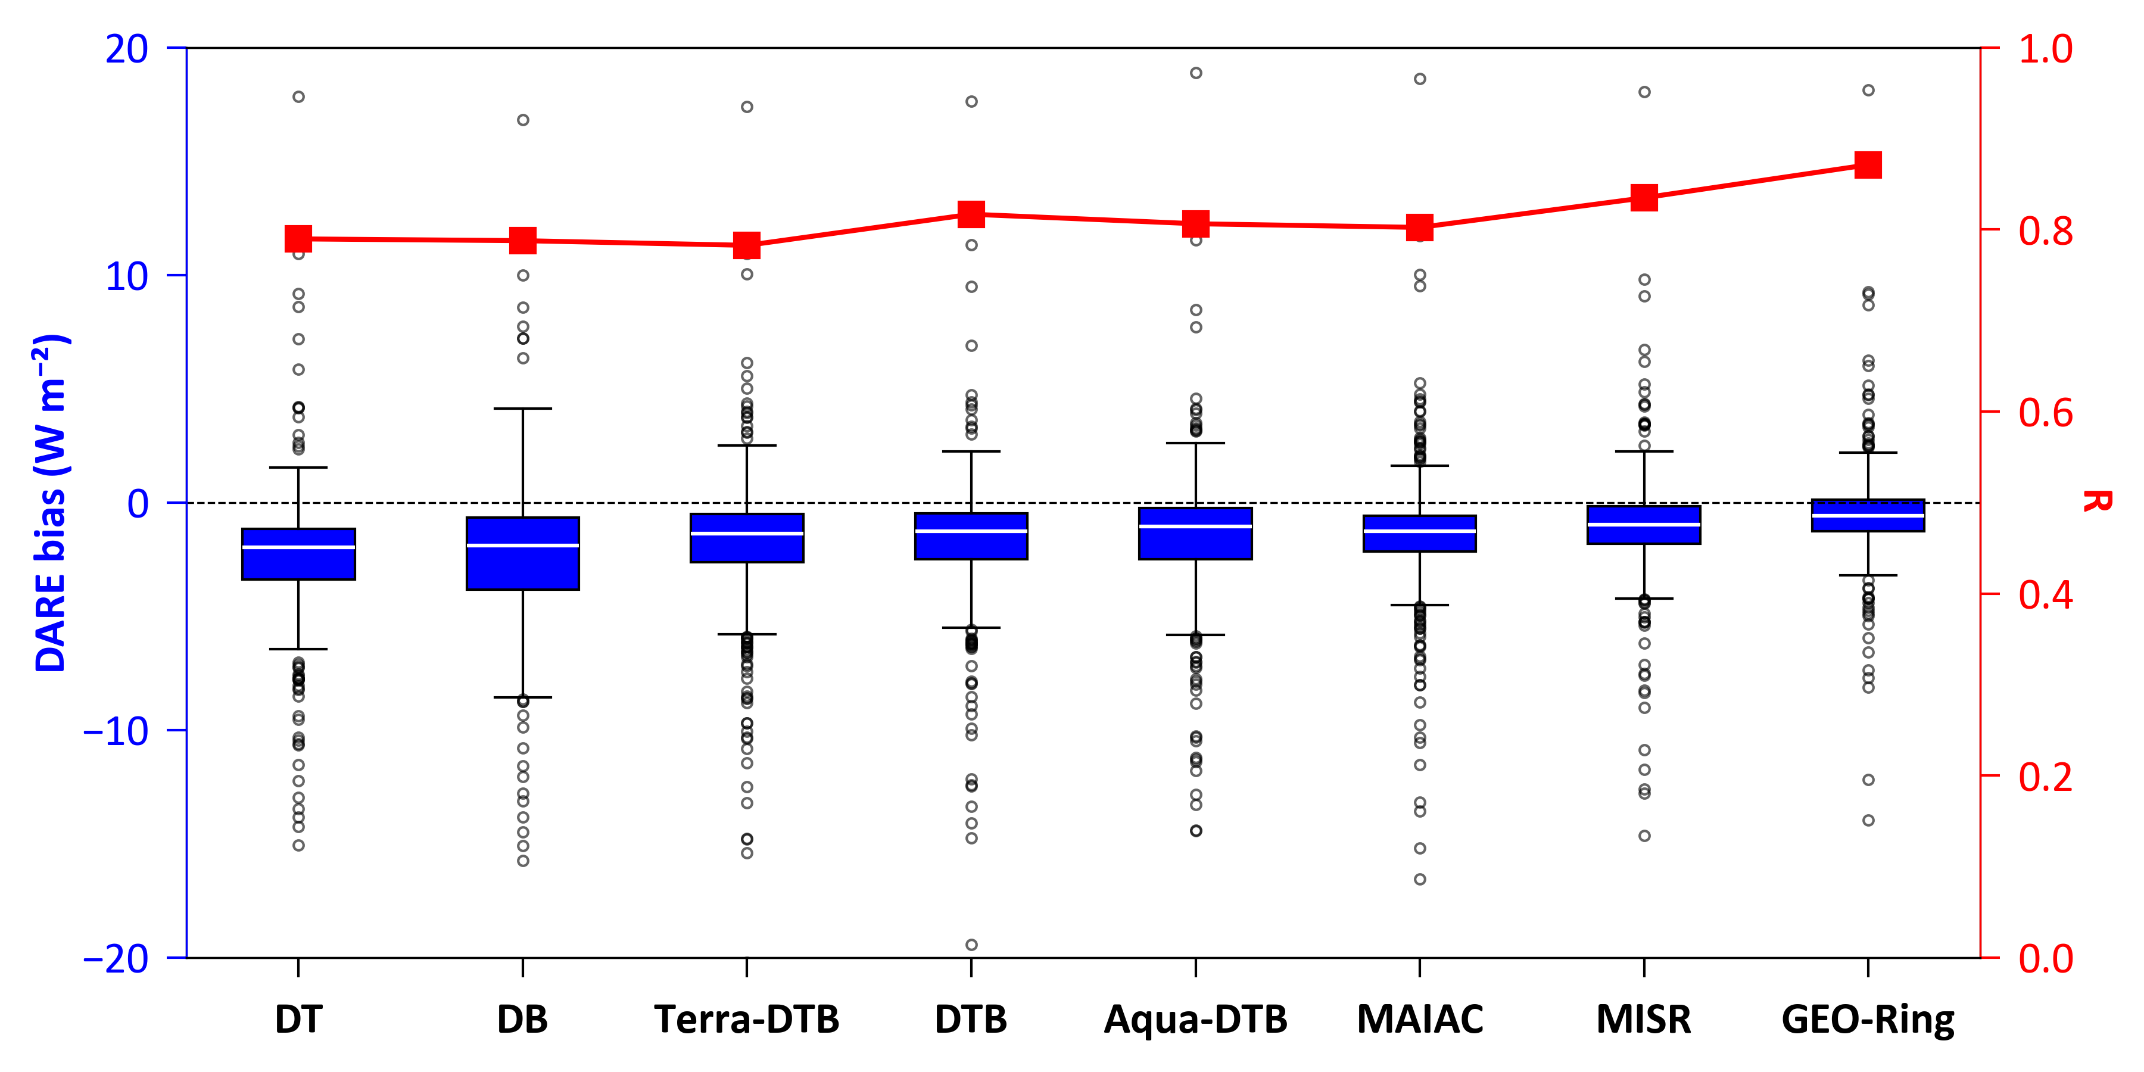 20
10
0
−10
−20
DARE bias (W m⁻²)
1.0
0.8
0.6
0.4
0.2
0.0
R
DT
DB
Terra-DTB
DTB
Aqua-DTB
MAIAC
MISR
GEO-Ring